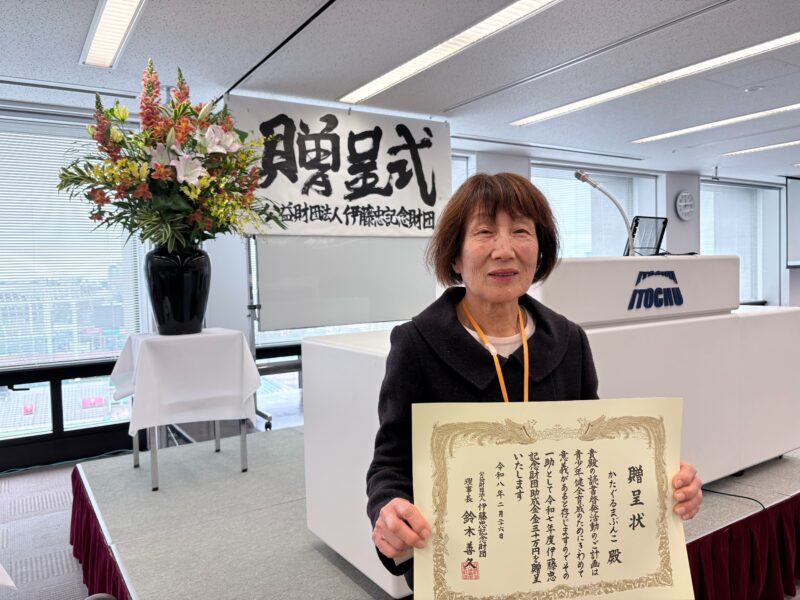 贈呈式
公益財団法人伊藤忠記念財団
ITOCHU
贈呈状
かたぐるまぶんこ 殿
貴殿の読書啓発活動のご計画は
青少年健全育成のためにきわめて
意義があると存じますのでその
一助として令和七年度伊藤忠
記念財団助成金金三十万円を贈呈
いたします
令和八年二月二六日
公益財団法人 伊藤忠記念財団
理事長 鈴木善久